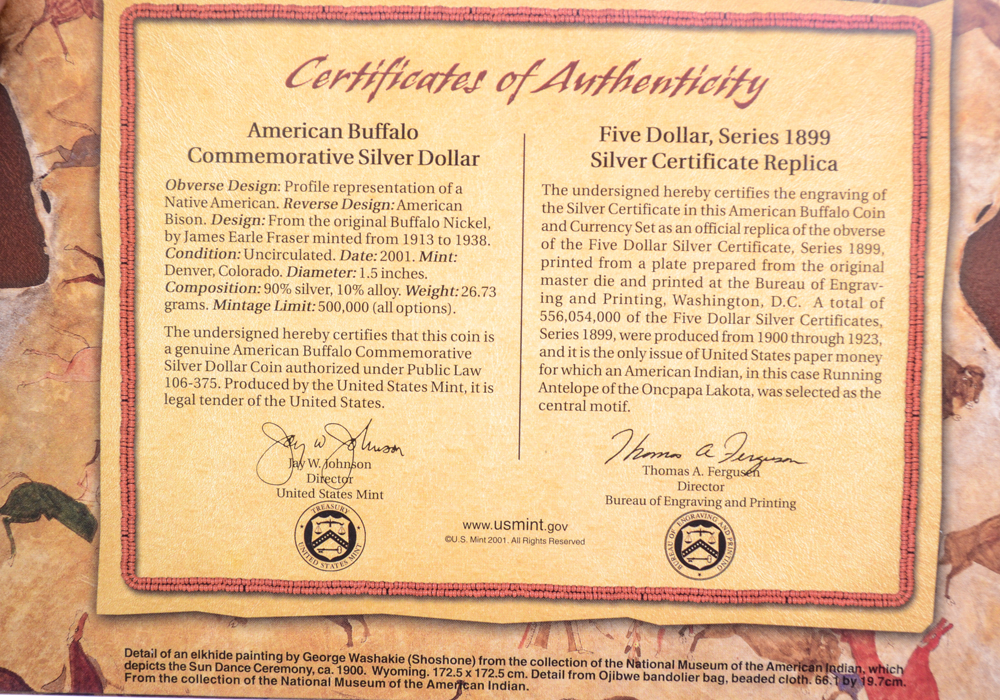 Certificates of Authenticity
American Buffalo
Commemorative Silver Dollar
Obverse Design: Profile representation of a
Native American. Reverse Design: American
Bison. Design: From the original Buffalo Nickel,
by James Earle Fraser minted from 1913 to 1938.
Condition: Uncirculated. Date: 2001. Mint:
Denver, Colorado. Diameter: 1.5 inches.
Composition: 90% silver, 10% alloy. Weight: 26.73
grams. Mintage Limit: 500,000 (all options).
The undersigned hereby certifies that this coin is
a genuine American Buffalo Commemorative
Silver Dollar Coin authorized under Public Law
106-375. Produced by the United States Mint, it is
legal tender of the United States.
Jay W Johnson
Jay W. Johnson
Director
United States Mint
TREASURY
UNITED STATES MINT
Five Dollar, Series 1899
Silver Certificate Replica
The undersigned hereby certifies the engraving of
the Silver Certificate in this American Buffalo Coin
and Currency Set as an official replica of the obverse
of the Five Dollar Silver Certificate, Series 1899,
printed from a plate prepared from the original
master die and printed at the Bureau of Engrav-
ing and Printing, Washington, D.C. A total of
556,054,000 of the Five Dollar Silver Certificates,
Series 1899, were produced from 1900 through 1923,
and it is the only issue of United States paper money
for which an American Indian, in this case Running
Antelope of the Oncpapa Lakota, was selected as the
central motif.
Thomas A Ferguson
Thomas A. Fergusen
Director
Bureau of Engraving and Printing
BUREAU OF ENGRAVING AND PRINTING
www.usmint.gov
©U.S. Mint 2001. All Rights Reserved
Detail of an elkhide painting by George Washakie (Shoshone) from the collection of the National Museum of the American Indian, which
depicts the Sun Dance Ceremony, ca. 1900. Wyoming. 172.5 x 172.5 cm. Detail from Ojibwe bandolier bag, beaded cloth. 66.1 by 19.7cm.
From the collection of the National Museum of the American Indian.